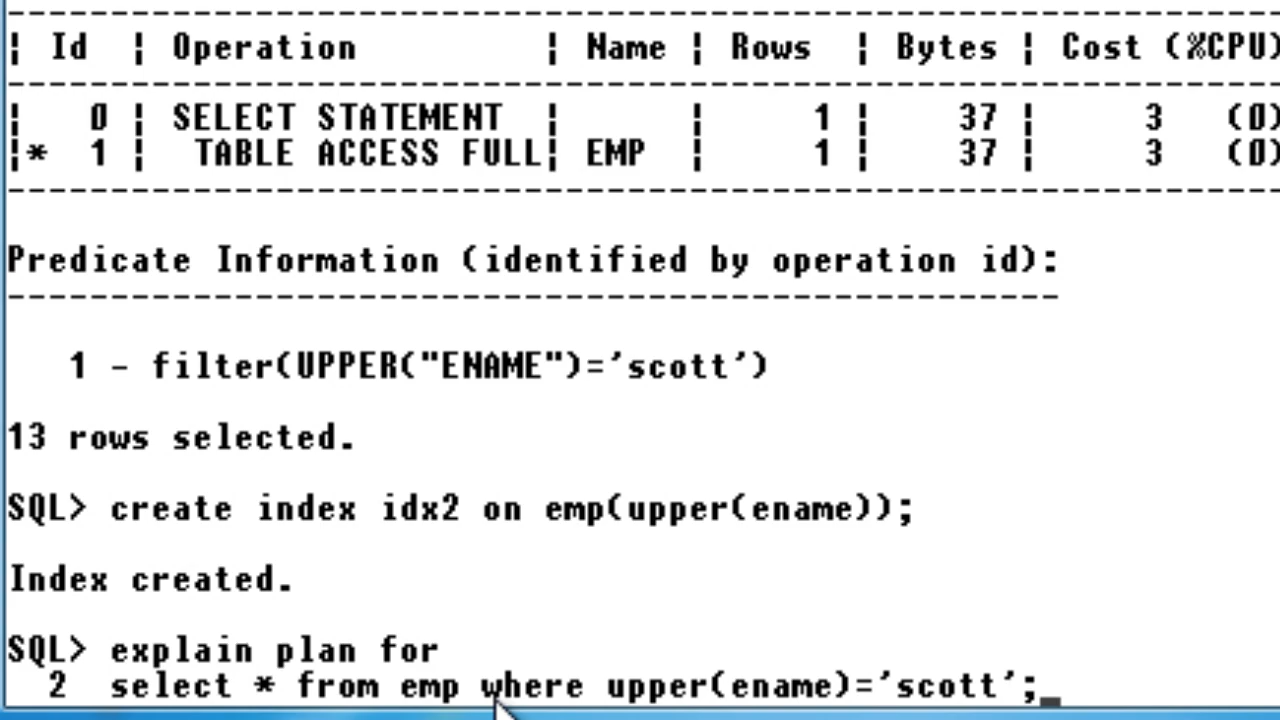 -----------------------------------------------------------------
| Id  | Operation         | Name | Rows  | Bytes | Cost (%CPU)
-----------------------------------------------------------------
|   0 | SELECT STATEMENT  |      |     1 |    37 |     3   (0)
|*  1 |  TABLE ACCESS FULL| EMP  |     1 |    37 |     3   (0)
-----------------------------------------------------------------
Predicate Information (identified by operation id):
---------------------------------------------------
   1 - filter(UPPER("ENAME")='scott')
13 rows selected.
SQL> create index idx2 on emp(upper(ename));
Index created.
SQL> explain plan for
  2  select * from emp where upper(ename)='scott';